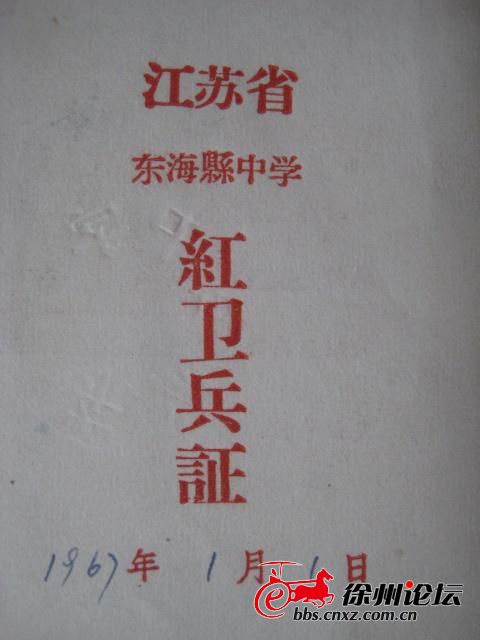 江苏省
东海縣中学
紅卫兵証
1967年1月1日
徐州论坛
bbs.cnxz.com.cn